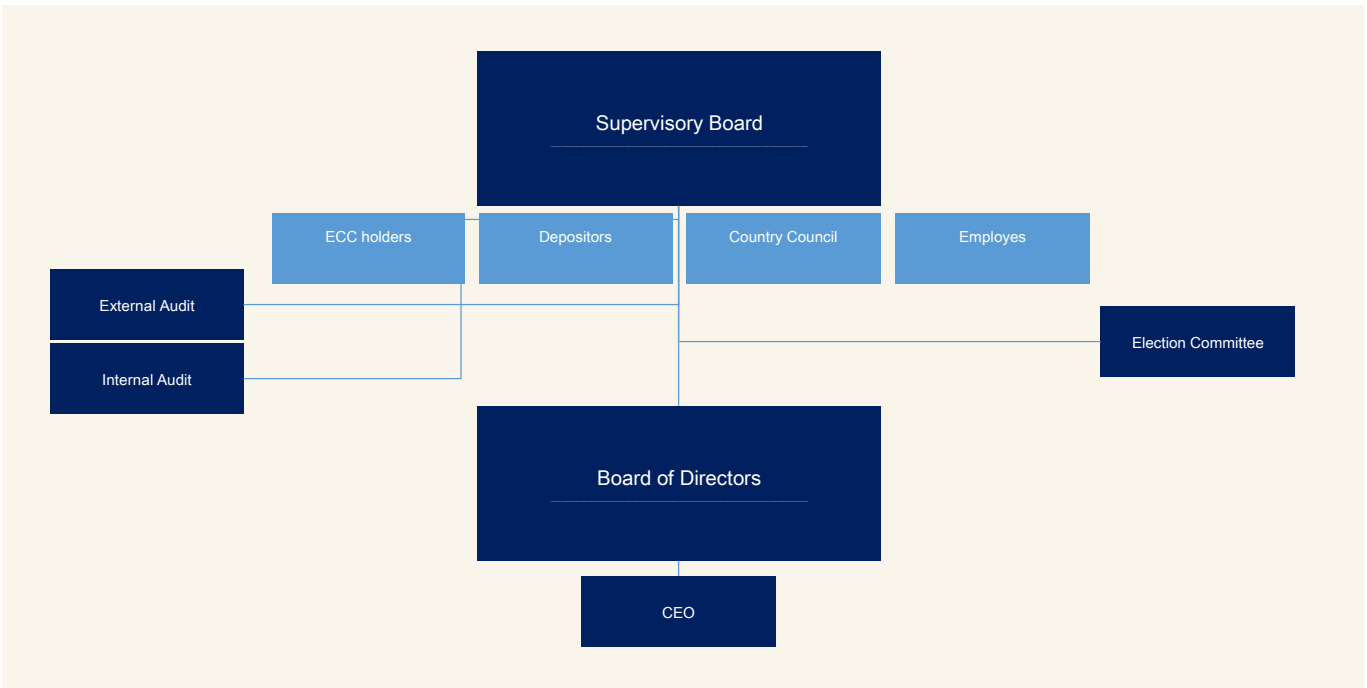 Supervisory Board
ECC holders
Depositors
Country Council
Employes
External Audit
Election Committee
Internal Audit
Board of Directors
CEO